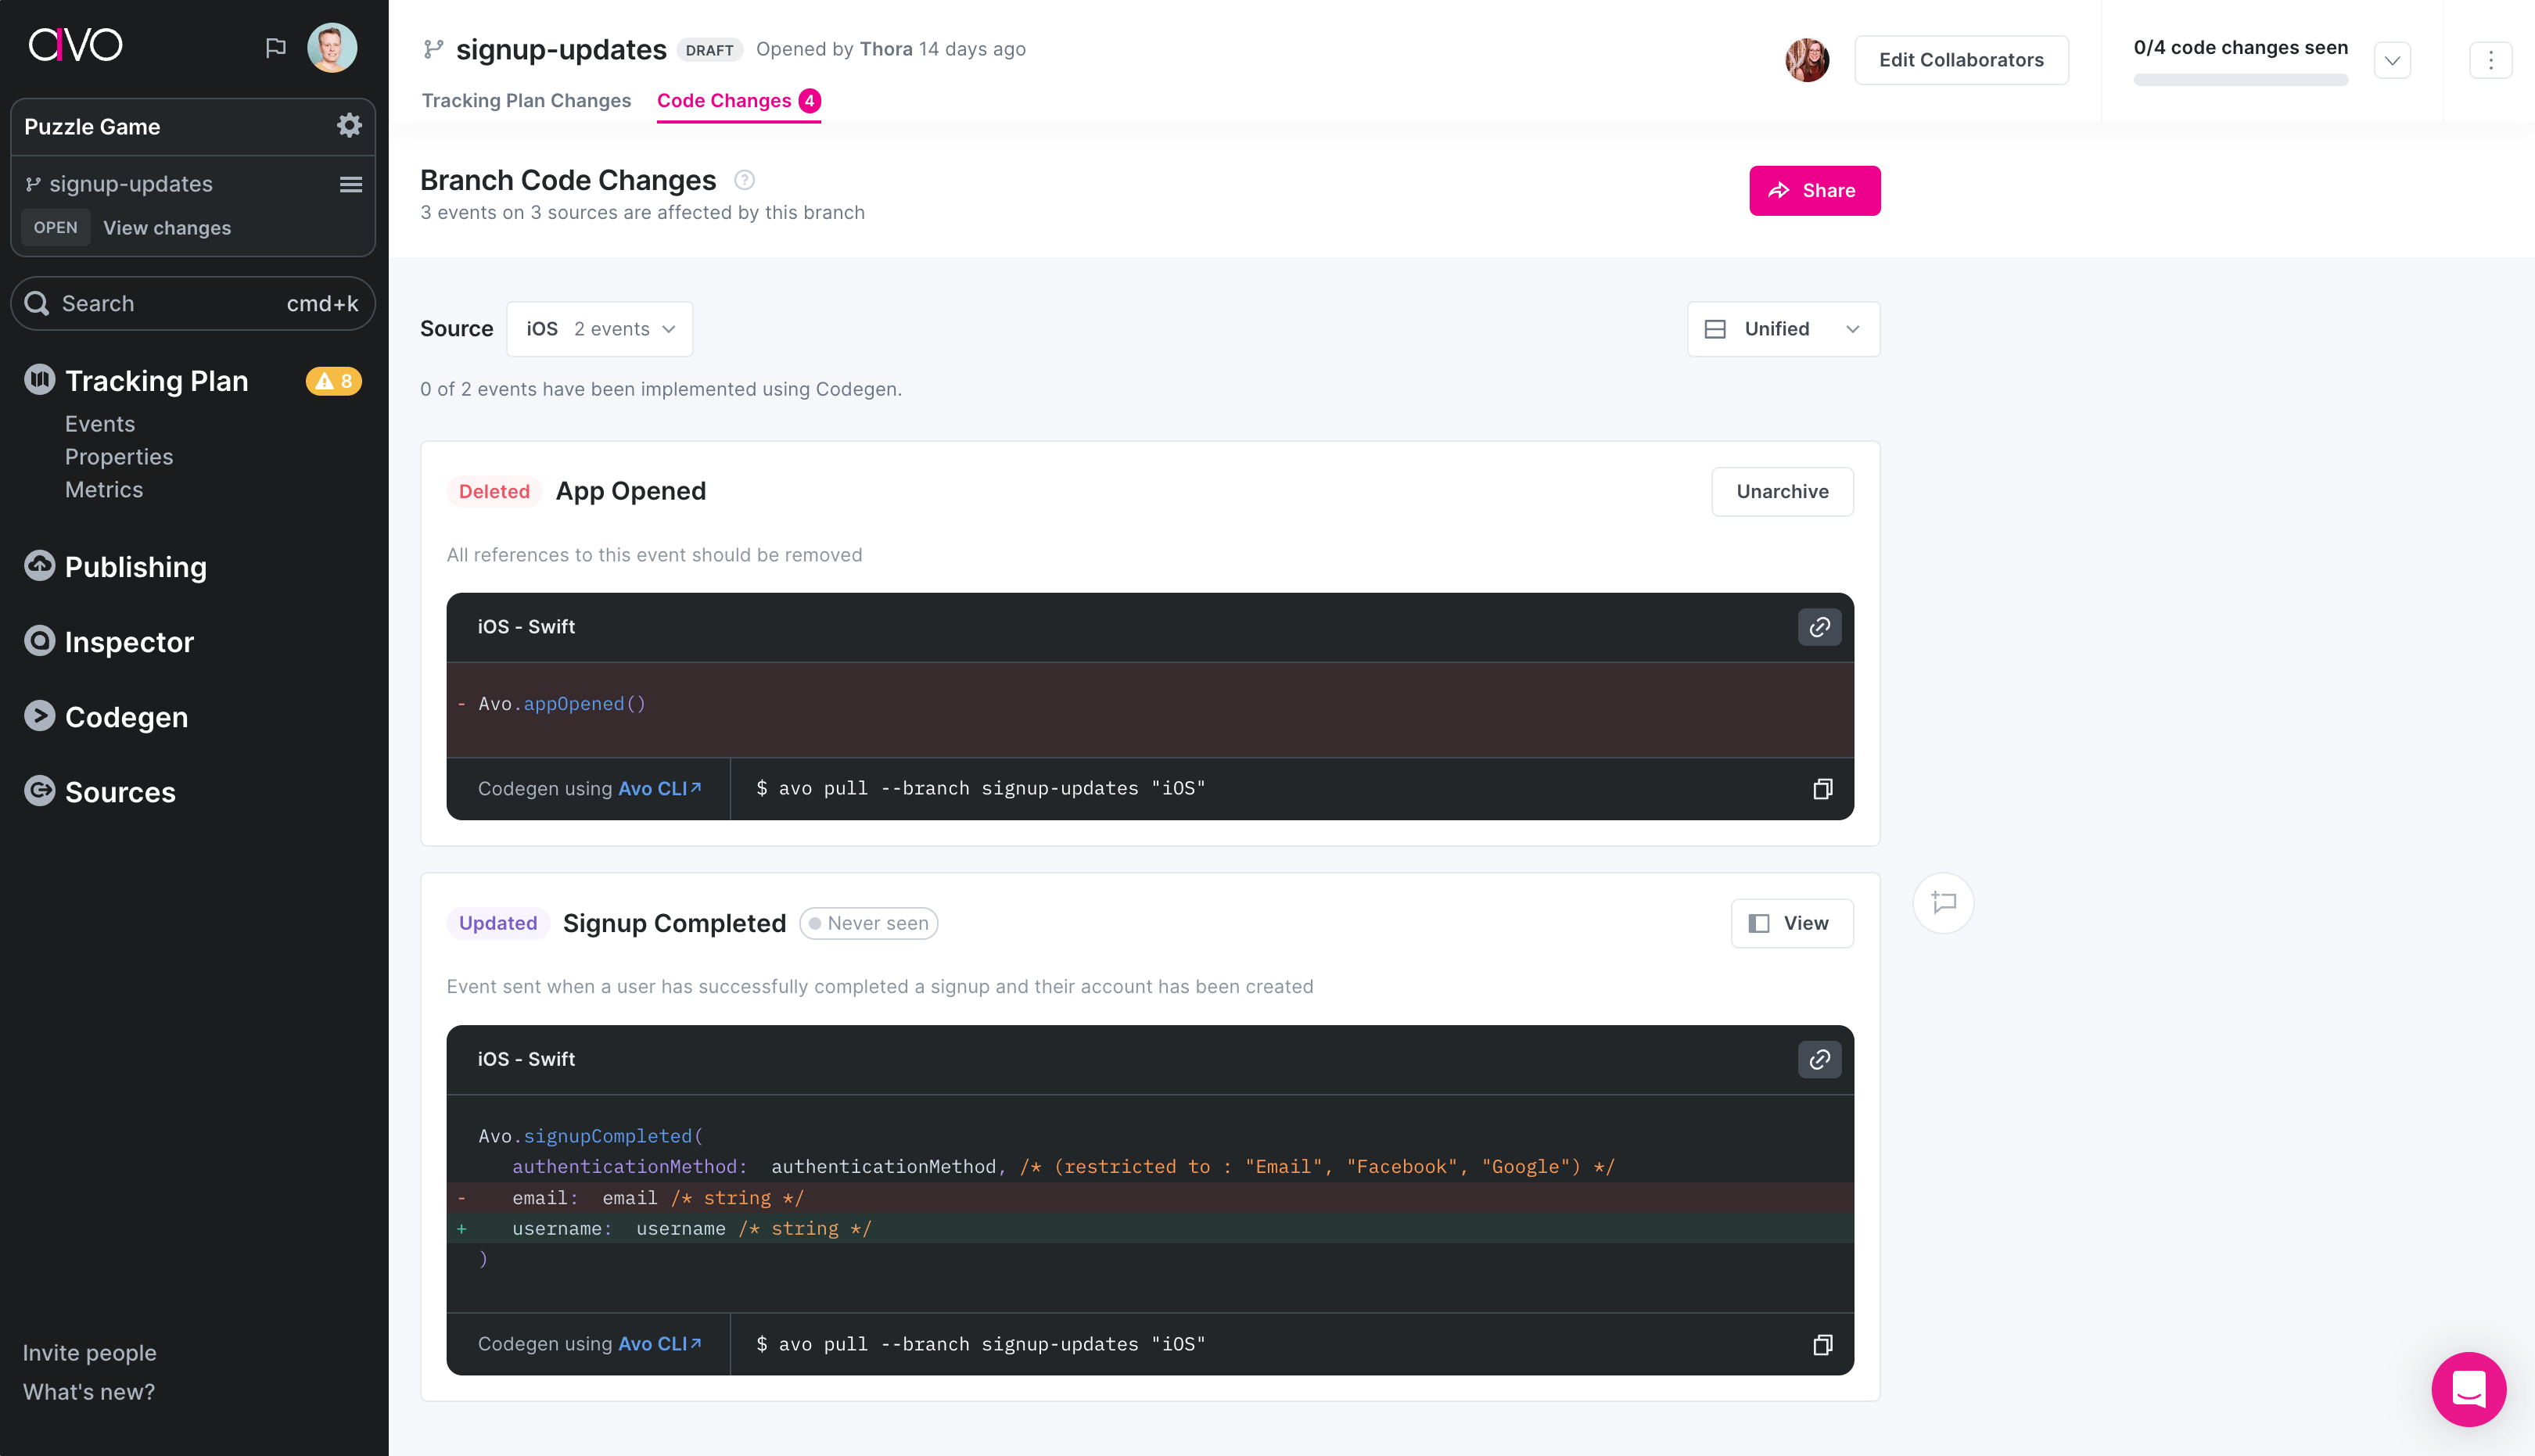 avo
Puzzle Game
signup-updates
OPEN View changes
Search cmd+k
Tracking Plan 8
Events
Properties
Metrics
Publishing
Inspector
Codegen
Sources
Invite people
What's new?
signup-updates DRAFT Opened by Thora 14 days ago
Tracking Plan Changes Code Changes 4
Edit Collaborators
0/4 code changes seen
Branch Code Changes ?
3 events on 3 sources are affected by this branch
Share
Source iOS 2 events
Unified
0 of 2 events have been implemented using Codegen.
Deleted App Opened
Unarchive
All references to this event should be removed
iOS - Swift
- Avo.appOpened()
Codegen using Avo CLI↗ $ avo pull --branch signup-updates "iOS"
Updated Signup Completed Never seen
View
Event sent when a user has successfully completed a signup and their account has been created
iOS - Swift
Avo.signupCompleted(
authenticationMethod: authenticationMethod, /* (restricted to : "Email", "Facebook", "Google") */
- email: email /* string */
+ username: username /* string */
)
Codegen using Avo CLI↗ $ avo pull --branch signup-updates "iOS"